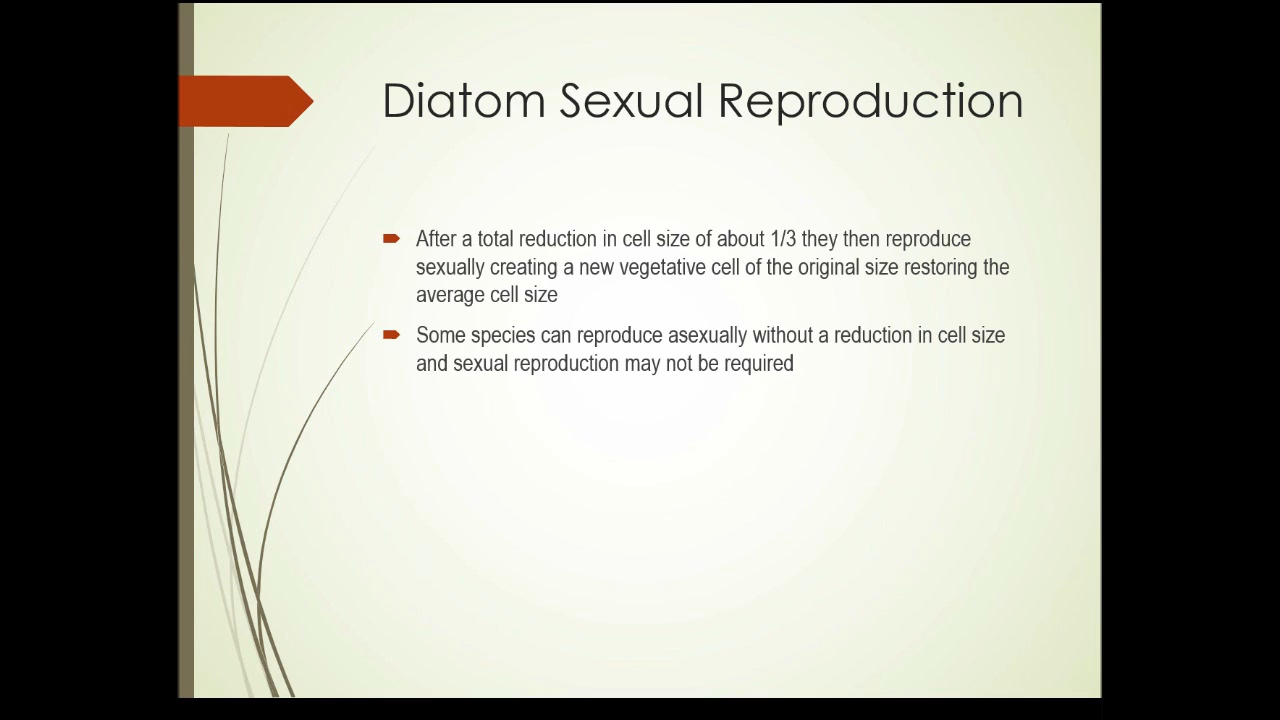 Diatom Sexual Reproduction
After a total reduction in cell size of about 1/3 they then reproduce
sexually creating a new vegetative cell of the original size restoring the
average cell size
Some species can reproduce asexually without a reduction in cell size
and sexual reproduction may not be required